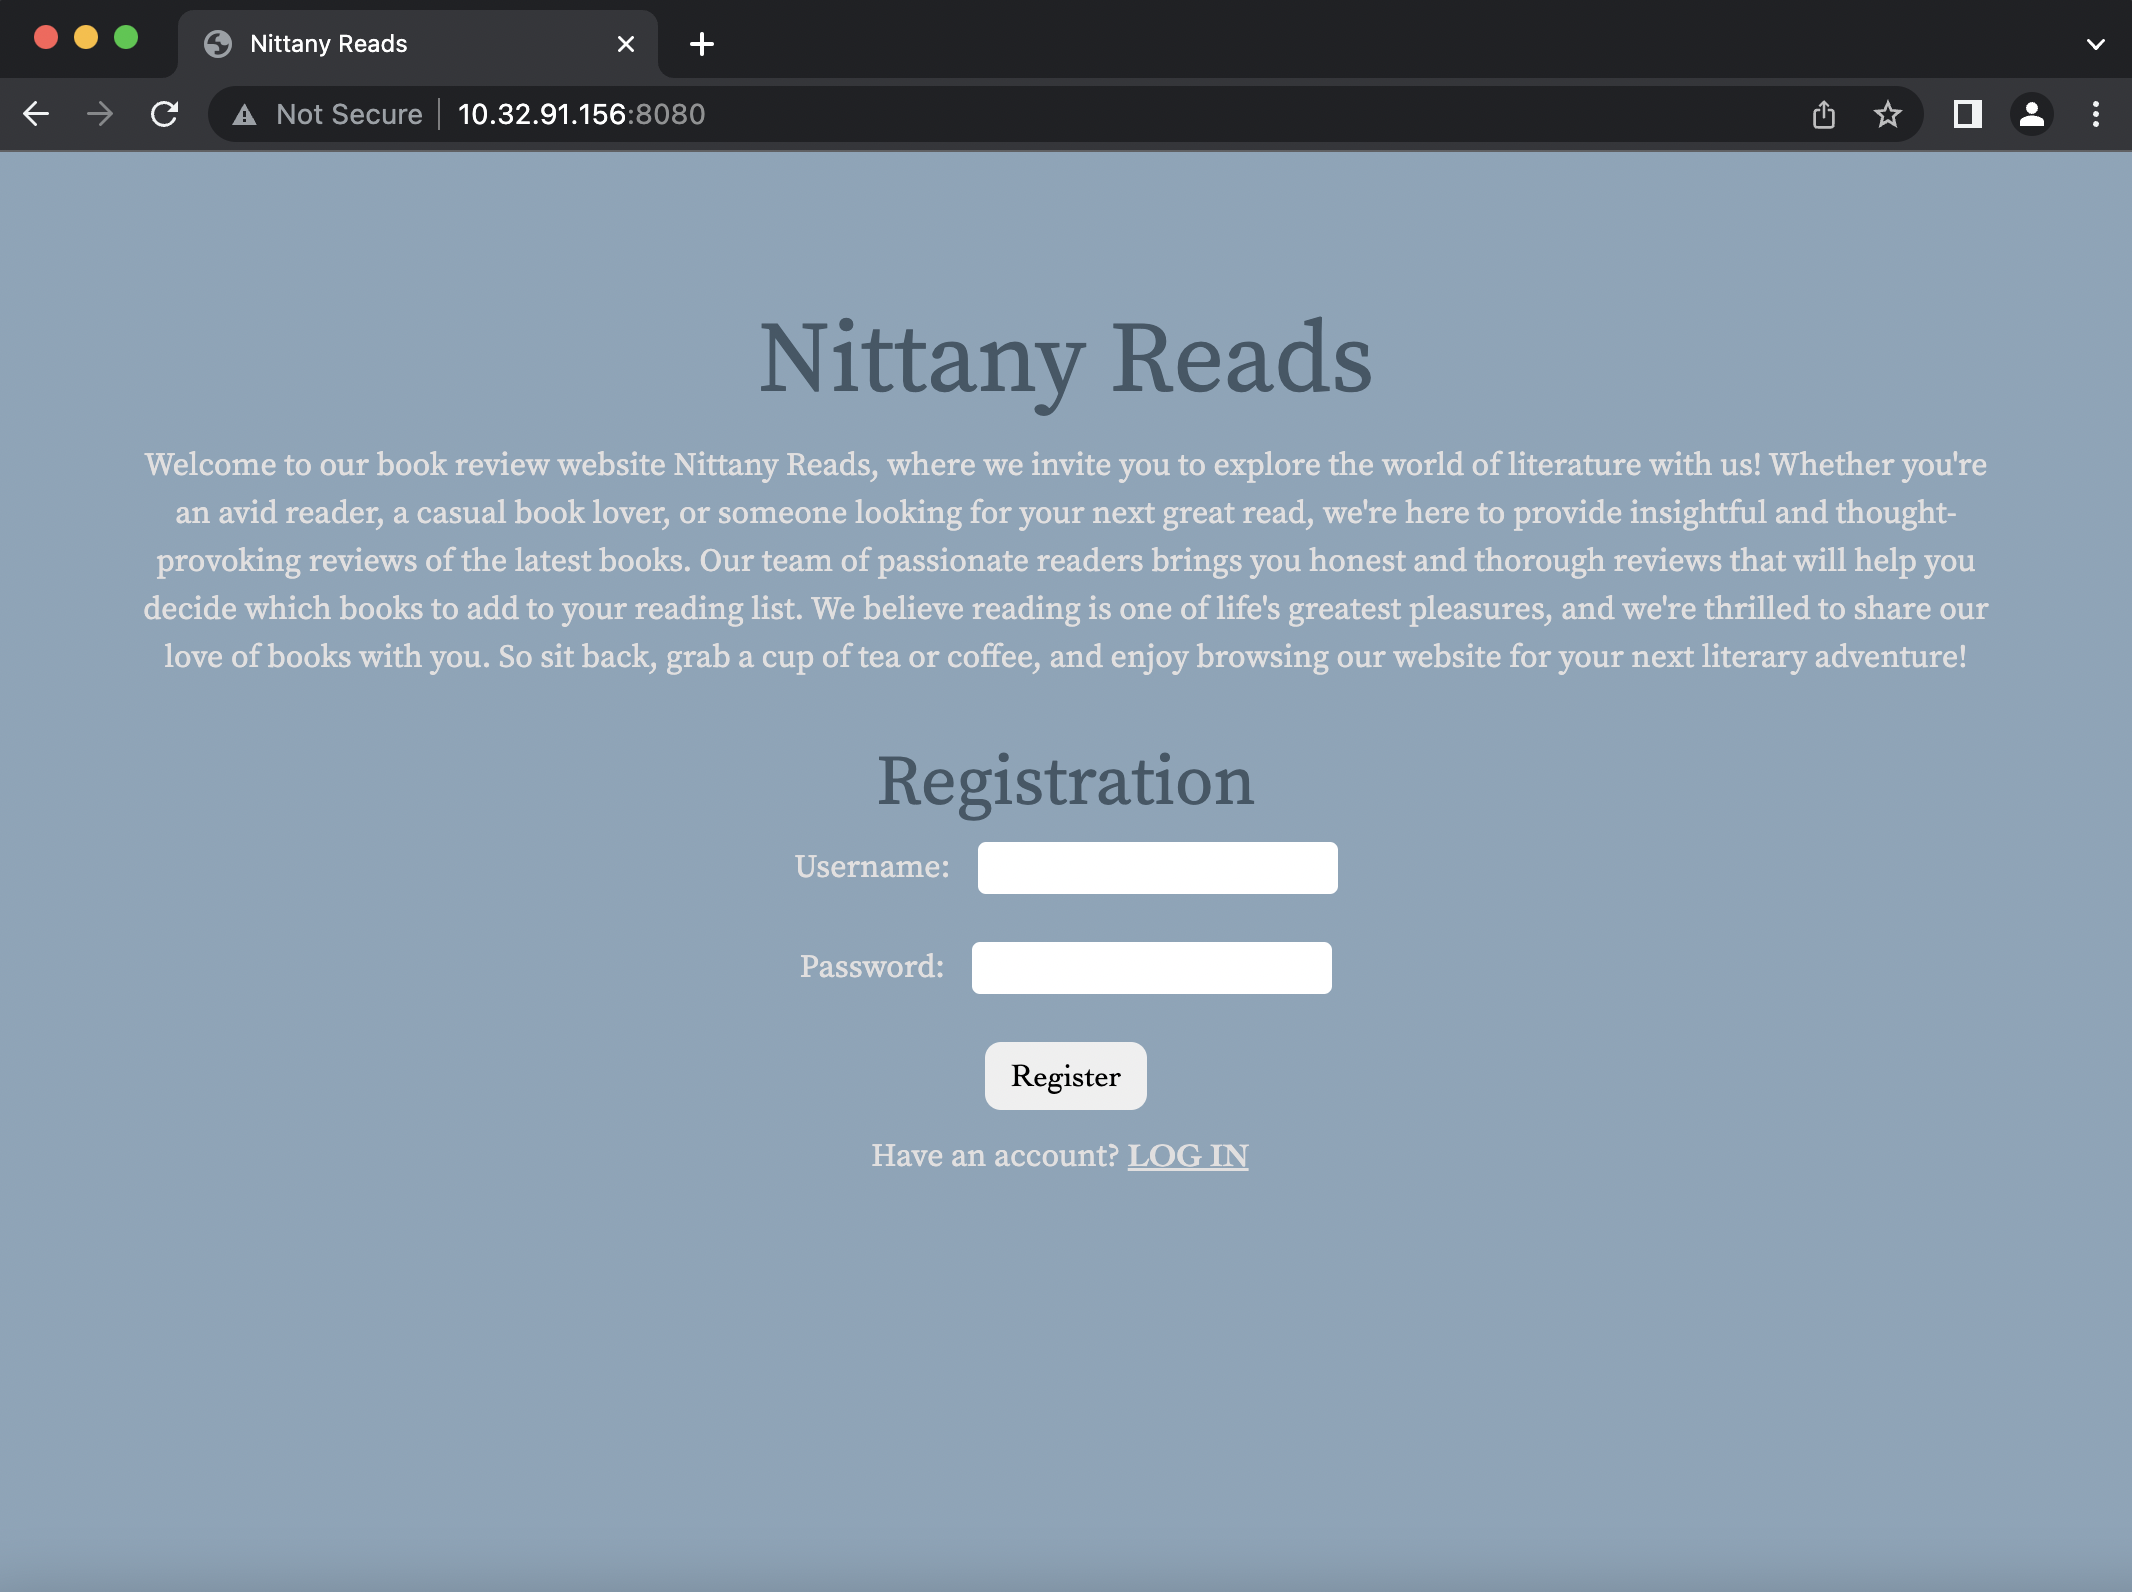 Nittany Reads
Not Secure
10.32.91.156:8080
Nittany Reads
Welcome to our book review website Nittany Reads, where we invite you to explore the world of literature with us! Whether you're
an avid reader, a casual book lover, or someone looking for your next great read, we're here to provide insightful and thought-
provoking reviews of the latest books. Our team of passionate readers brings you honest and thorough reviews that will help you
decide which books to add to your reading list. We believe reading is one of life's greatest pleasures, and we're thrilled to share our
love of books with you. So sit back, grab a cup of tea or coffee, and enjoy browsing our website for your next literary adventure!
Registration
Username:
Password:
Register
Have an account? LOG IN